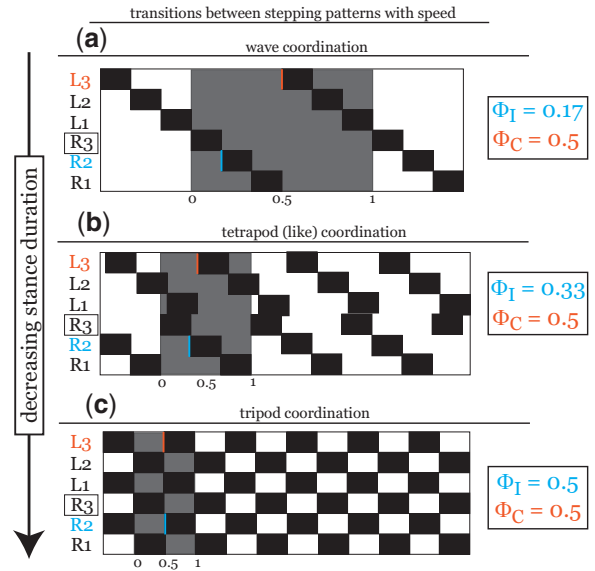 transitions between stepping patterns with speed
(a)
wave coordination
L3
L2
L1
R3
R2
R1
0 0.5 1
ΦI = 0.17
ΦC = 0.5
decreasing stance duration
(b)
tetrapod (like) coordination
L3
L2
L1
R3
R2
R1
0 0.5 1
ΦI = 0.33
ΦC = 0.5
(c)
tripod coordination
L3
L2
L1
R3
R2
R1
0 0.5 1
ΦI = 0.5
ΦC = 0.5